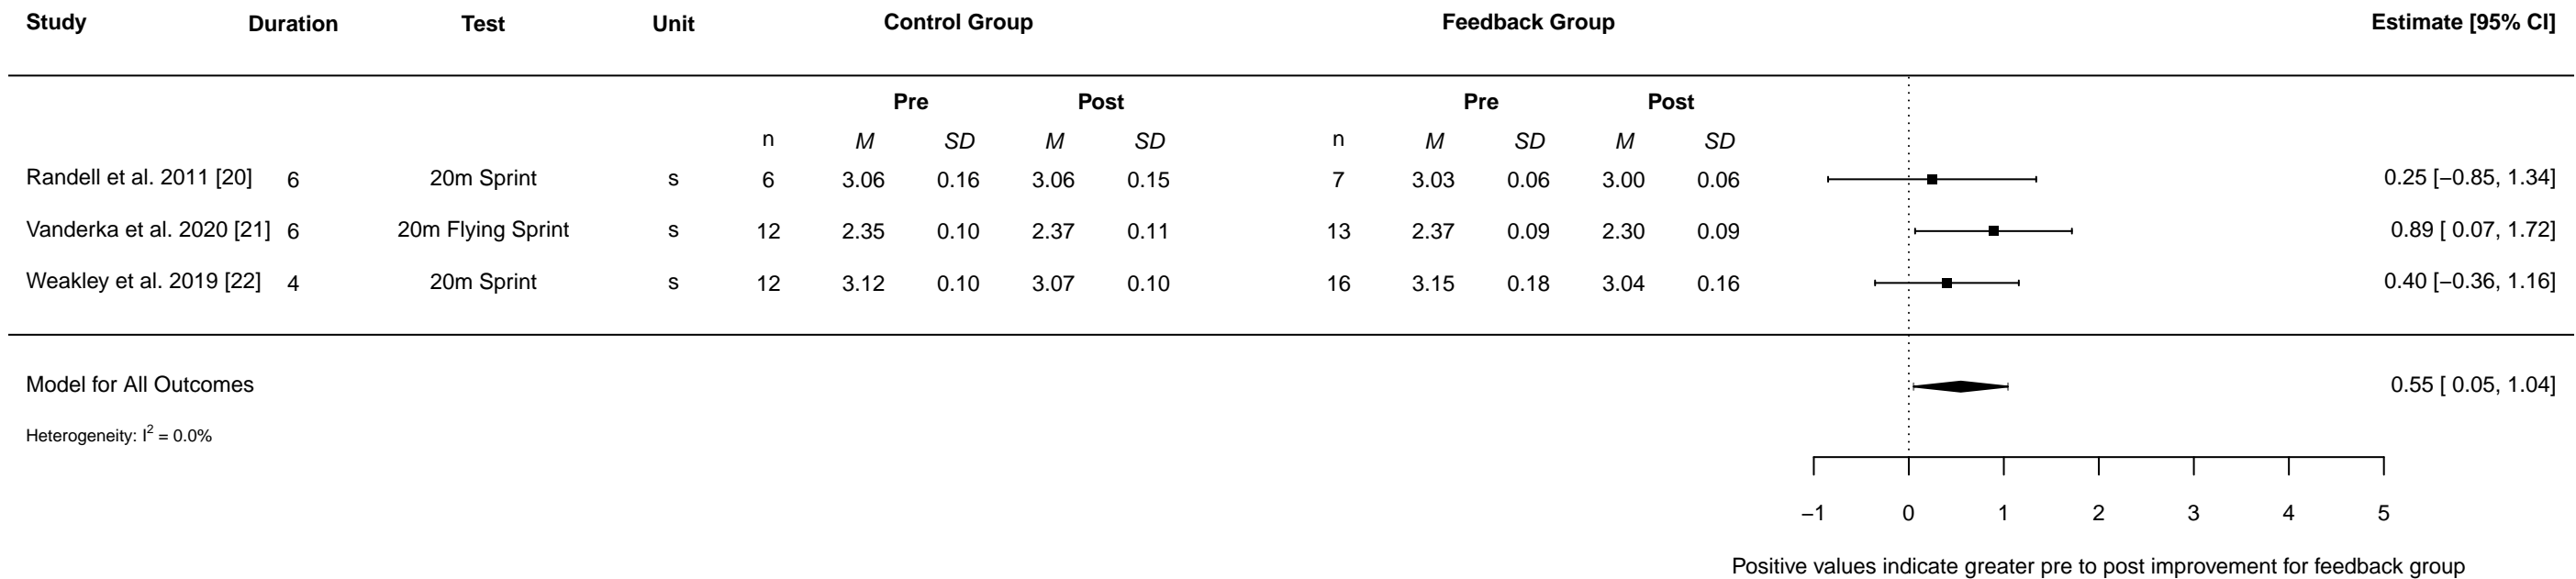 Study Duration Test Unit Control Group Feedback Group Estimate [95% CI]
Pre Post Pre Post
n M SD M SD n M SD M SD
Randell et al. 2011 [20] 6 20m Sprint s 6 3.06 0.16 3.06 0.15 7 3.03 0.06 3.00 0.06 0.25 [−0.85, 1.34]
Vanderka et al. 2020 [21] 6 20m Flying Sprint s 12 2.35 0.10 2.37 0.11 13 2.37 0.09 2.30 0.09 0.89 [ 0.07, 1.72]
Weakley et al. 2019 [22] 4 20m Sprint s 12 3.12 0.10 3.07 0.10 16 3.15 0.18 3.04 0.16 0.40 [−0.36, 1.16]
Model for All Outcomes 0.55 [ 0.05, 1.04]
Heterogeneity: I² = 0.0%
−1 0 1 2 3 4 5
Positive values indicate greater pre to post improvement for feedback group